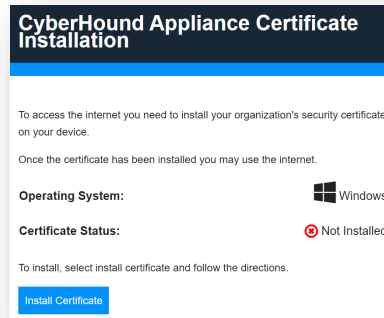 CyberHound Appliance Certificate
Installation
To access the internet you need to install your organization's security certificate
on your device.
Once the certificate has been installed you may use the internet.
Operating System: Windows
Certificate Status: Not Installed
To install, select install certificate and follow the directions.
Install Certificate